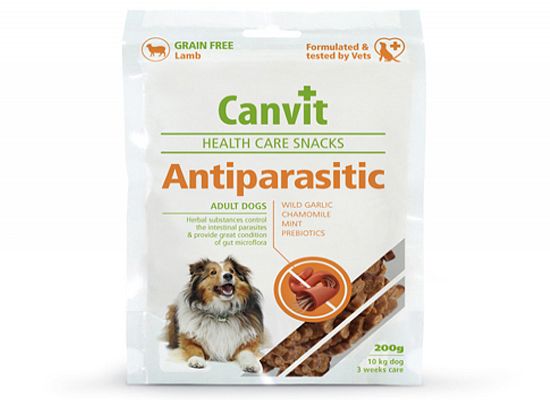 GRAIN FREE
Lamb
Formulated &
tested by Vets
Canvit
HEALTH CARE SNACKS
Antiparasitic
ADULT DOGS
Herbal substances control
the intestinal parasites
& provide great condition
of gut microflora
WILD GARLIC
CHAMOMILE
MINT
PREBIOTICS
200g
10 kg dog
3 weeks care